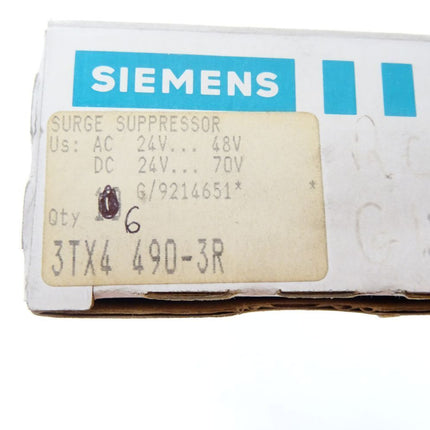 SIEMENS
SURGE SUPPRESSOR
Us: AC 24V... 48V
DC 24V... 70V
G/9214651* *
Qty 6
3TX4 490-3R